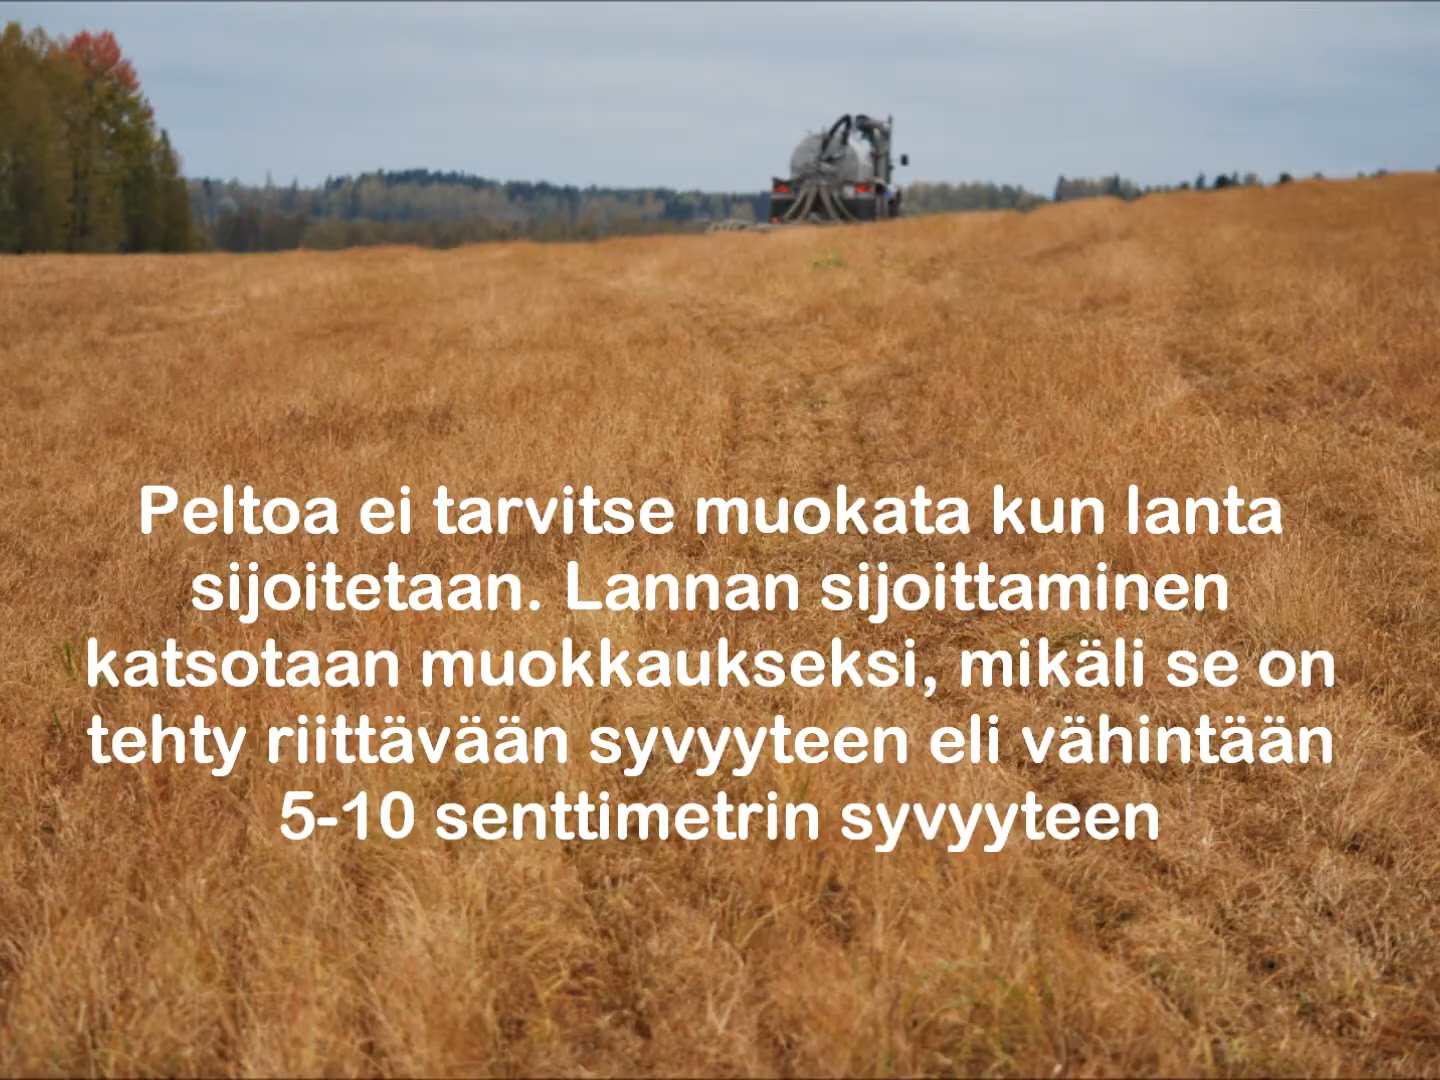 Peltoa ei tarvitse muokata kun lanta
sijoitetaan. Lannan sijoittaminen
katsotaan muokkaukseksi, mikäli se on
tehty riittävään syvyyteen eli vähintään
5-10 senttimetrin syvyyteen